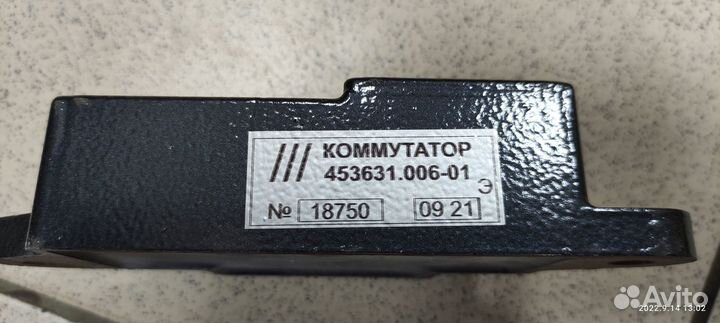 /// КОММУТАТОР
453631.006-01
Э
№ 18750 09 21
Avito
2022.9.14 13:02